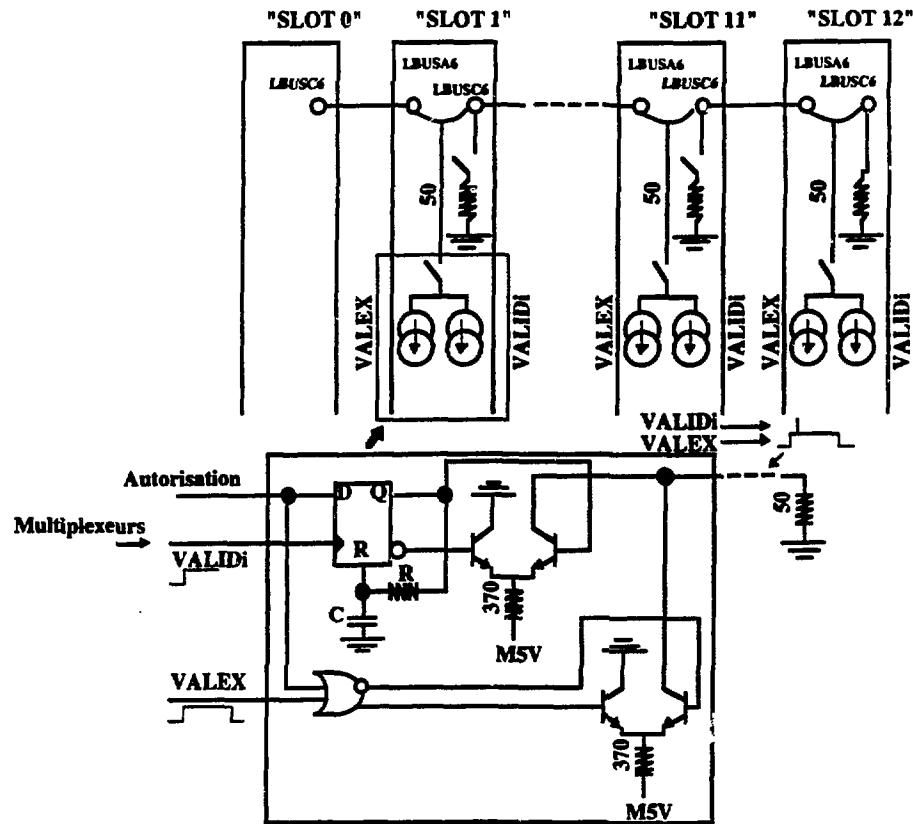 "SLOT 0" "SLOT 1" "SLOT 11" "SLOT 12"
LBUSA6 LBUSA6 LBUSA6
LBUSC6 LBUSC6 LBUSC6 LBUSC6
50 50 50
VALEX VALIDi VALEX VALIDi VALEX VALIDi
VALIDi
VALEX
Autorisation
D Q
50
Multiplexeurs
VALIDi
R
R
370
C
M5V
VALEX
370
M5V